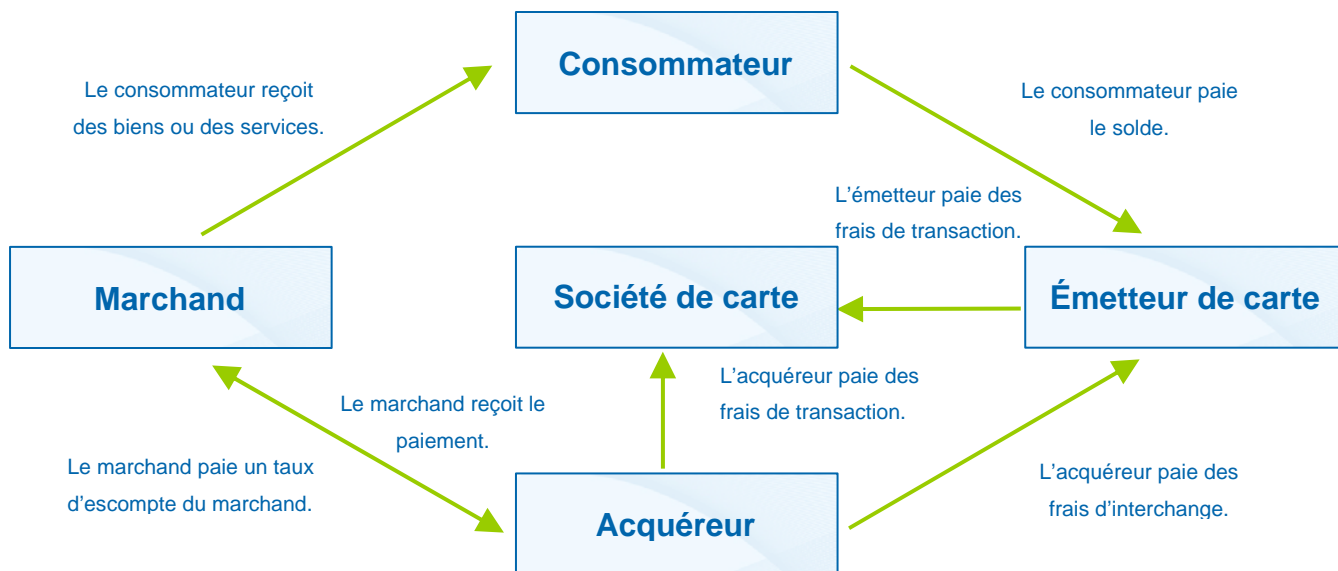 Consommateur
Le consommateur reçoit
des biens ou des services.
Le consommateur paie
le solde.
L’émetteur paie des
frais de transaction.
Marchand
Société de carte
Émetteur de carte
L’acquéreur paie des
frais de transaction.
Le marchand reçoit le
paiement.
Le marchand paie un taux
d’escompte du marchand.
L’acquéreur paie des
frais d’interchange.
Acquéreur